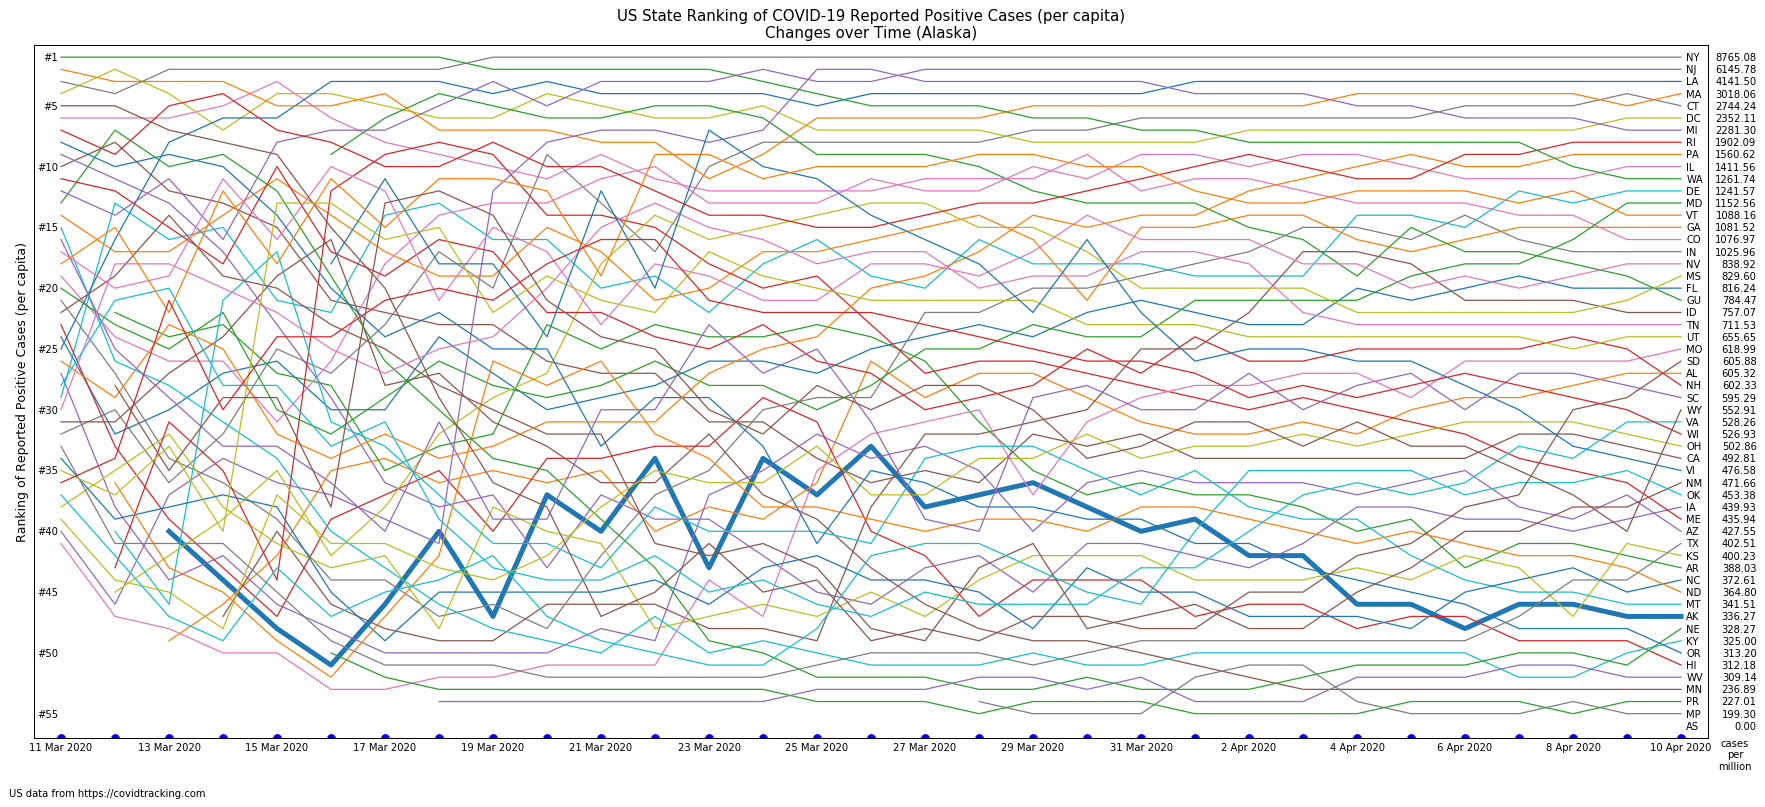 US State Ranking of COVID-19 Reported Positive Cases (per capita)
Changes over Time (Alaska)
Ranking of Reported Positive Cases (per capita)
#1
#5
#10
#15
#20
#25
#30
#35
#40
#45
#50
#55
NY 8765.08
NJ 6145.78
LA 4141.50
MA 3018.06
CT 2744.24
DC 2352.11
MI 2281.30
RI 1902.09
PA 1560.62
IL 1411.56
WA 1261.74
DE 1241.57
MD 1152.56
VT 1088.16
GA 1081.52
CO 1076.97
IN 1025.96
NV 838.92
MS 829.60
FL 816.24
GU 784.47
ID 757.07
TN 711.53
UT 655.65
MO 618.99
SD 605.88
AL 605.32
NH 602.33
SC 595.29
WY 552.91
VA 528.26
WI 526.93
OH 502.86
CA 492.81
VI 476.58
NM 471.66
OK 453.38
IA 439.93
ME 435.94
AZ 427.55
TX 402.51
KS 400.23
AR 388.03
NC 372.61
ND 364.80
MT 341.51
AK 336.27
NE 328.27
KY 325.00
OR 313.20
HI 312.18
WV 309.14
MN 236.89
PR 227.01
MP 199.30
AS 0.00
11 Mar 2020 13 Mar 2020 15 Mar 2020 17 Mar 2020 19 Mar 2020 21 Mar 2020 23 Mar 2020 25 Mar 2020 27 Mar 2020 29 Mar 2020 31 Mar 2020 2 Apr 2020 4 Apr 2020 6 Apr 2020 8 Apr 2020 10 Apr 2020
cases
per
million
US data from https://covidtracking.com